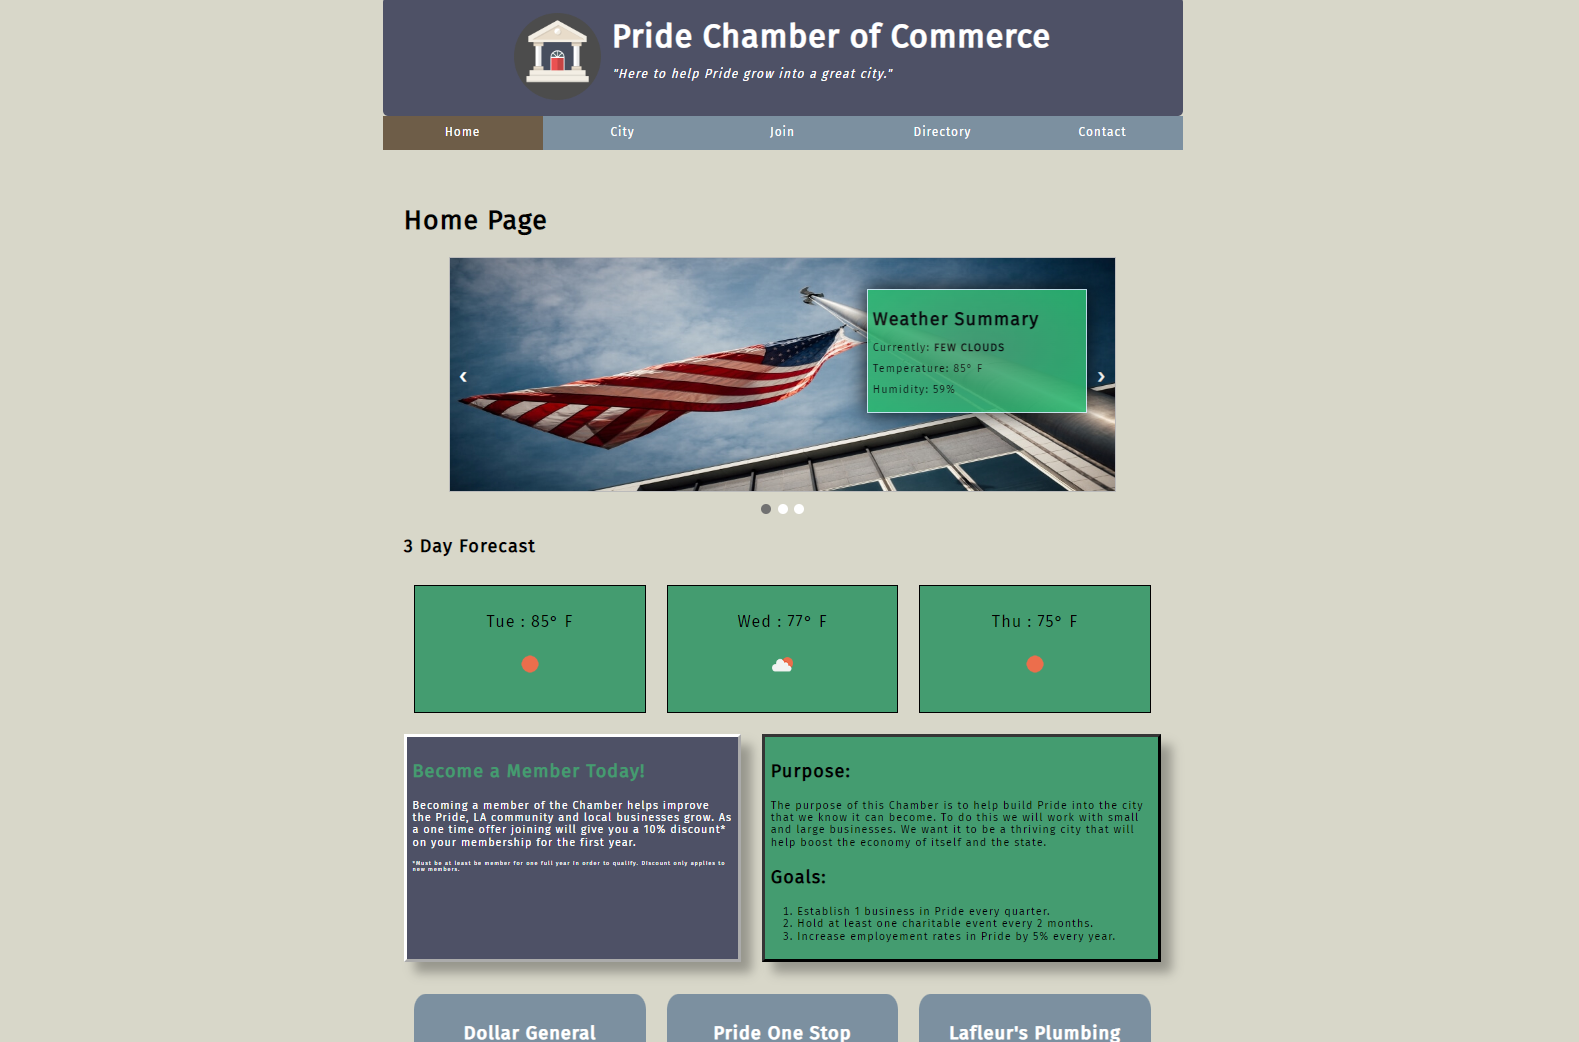 Pride Chamber of Commerce
"Here to help Pride grow into a great city."
Home City Join Directory Contact
Home Page
Weather Summary
Currently: FEW CLOUDS
Temperature: 85° F
Humidity: 59%
‹ ›
3 Day Forecast
Tue : 85° F
Wed : 77° F
Thu : 75° F
Become a Member Today!
Becoming a member of the Chamber helps improve
the Pride, LA community and local businesses grow. As
a one time offer joining will give you a 10% discount*
on your membership for the first year.
*Must be at least be member for one full year in order to qualify. Discount only applies to
new members.
Purpose:
The purpose of this Chamber is to help build Pride into the city
that we know it can become. To do this we will work with small
and large businesses. We want it to be a thriving city that will
help boost the economy of itself and the state.
Goals:
1. Establish 1 business in Pride every quarter.
2. Hold at least one charitable event every 2 months.
3. Increase employement rates in Pride by 5% every year.
Dollar General
Pride One Stop
Lafleur's Plumbing